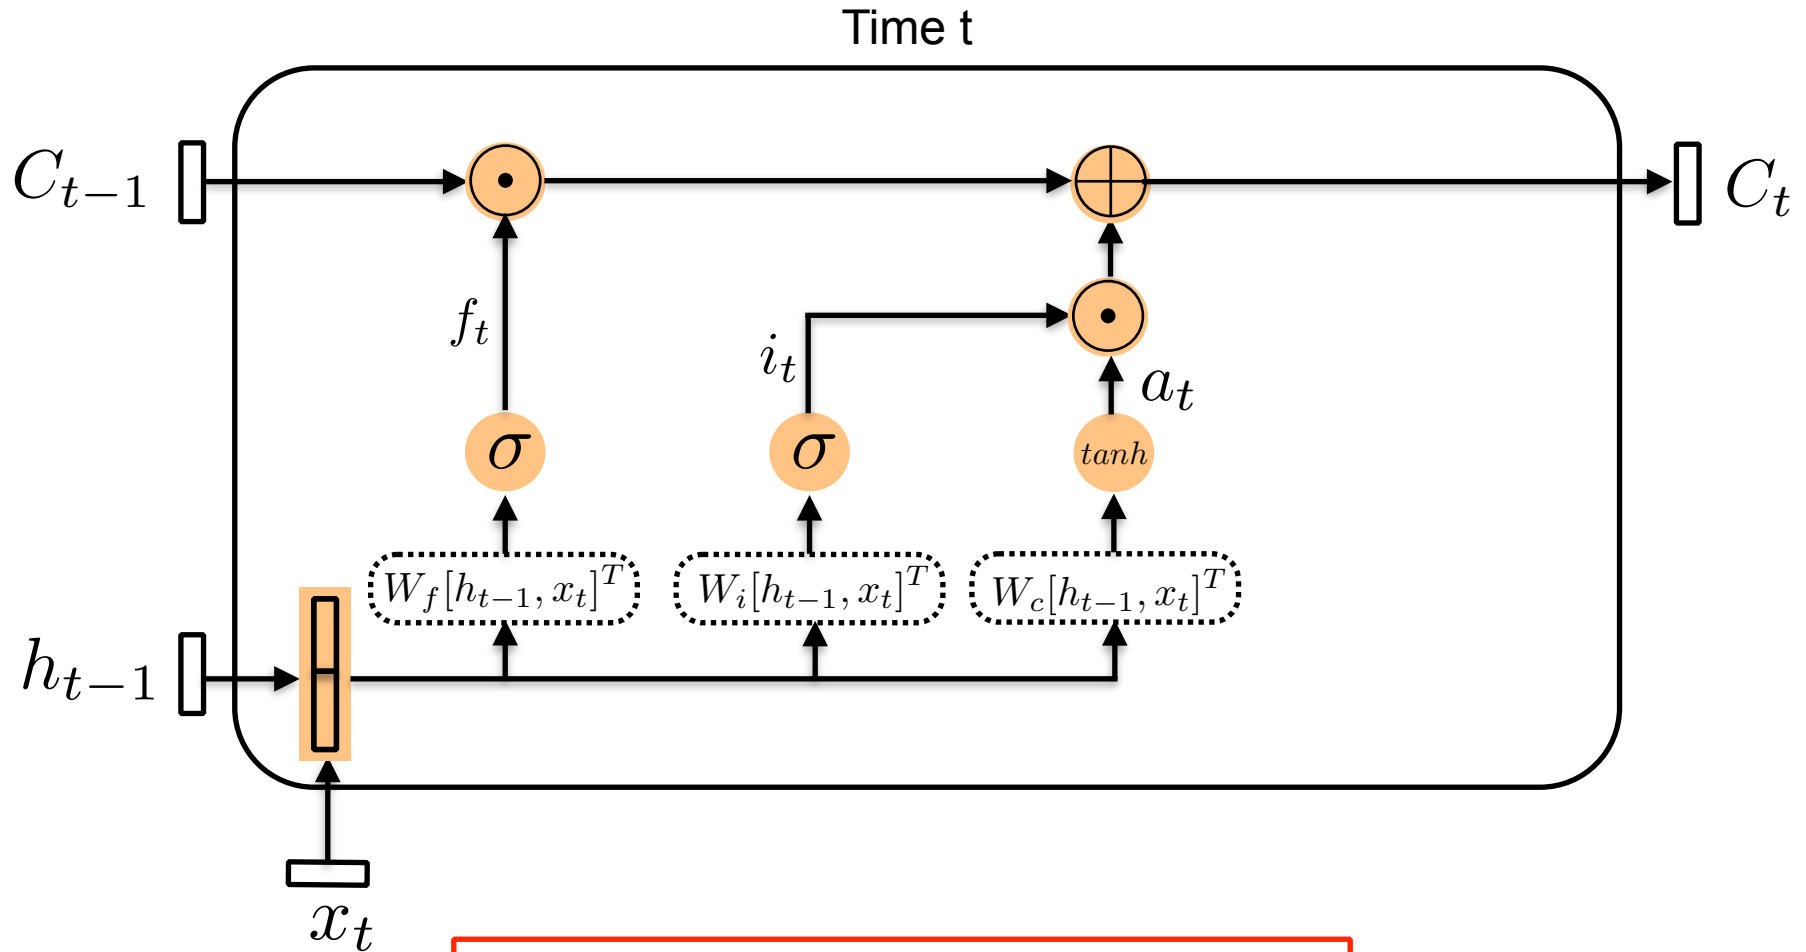 Time t
C_{t-1}
C_t
f_t
i_t
a_t
σ
σ
tanh
W_f[h_{t-1}, x_t]^T
W_i[h_{t-1}, x_t]^T
W_c[h_{t-1}, x_t]^T
h_{t-1}
x_t